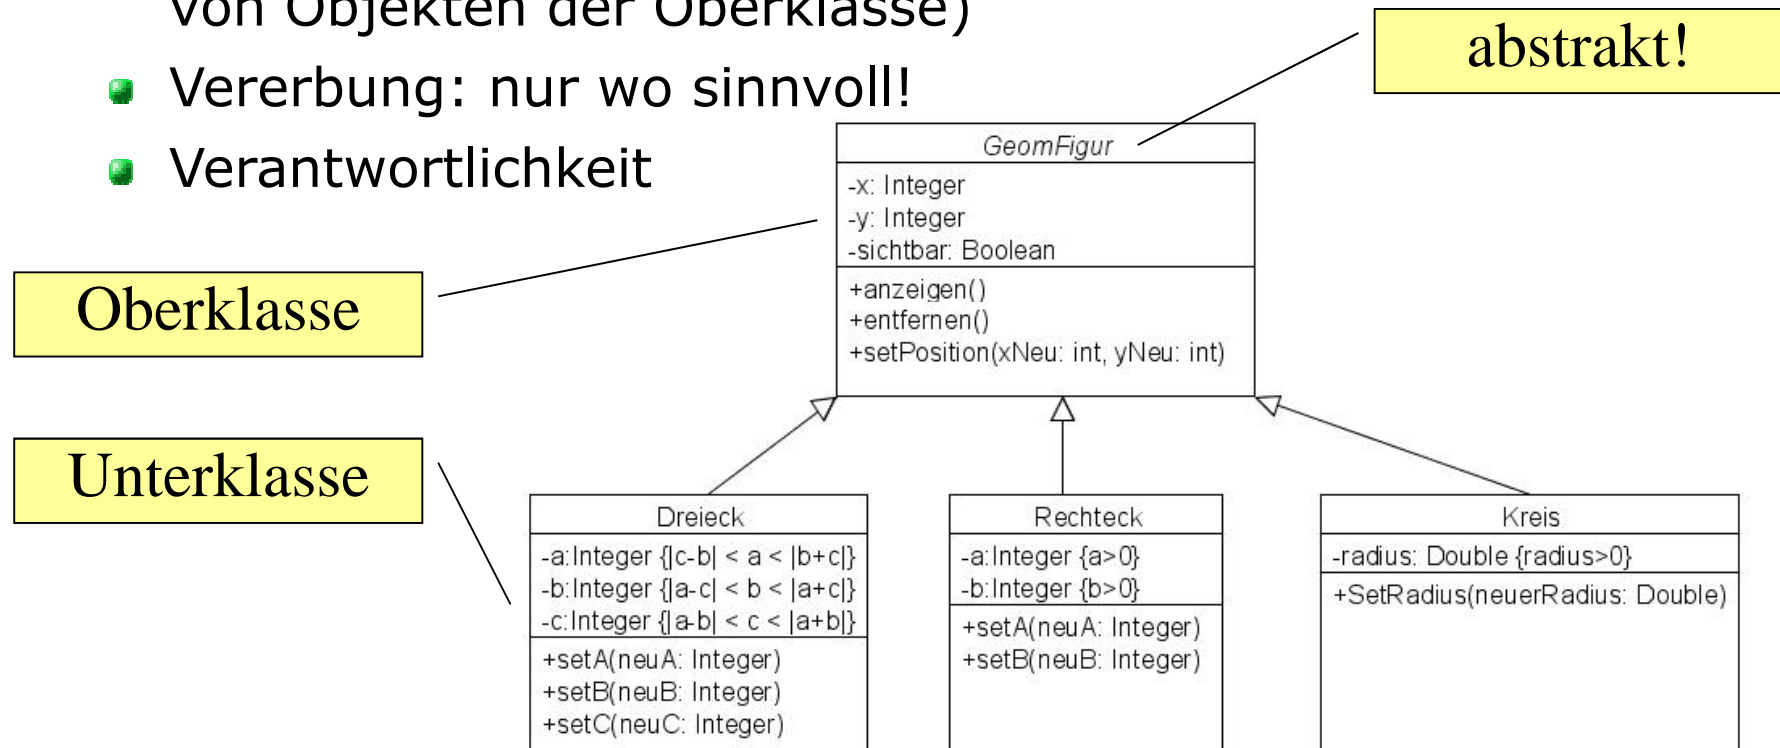 von Objekten der Oberklasse)
abstrakt!
Vererbung: nur wo sinnvoll!
Verantwortlichkeit
GeomFigur
-x: Integer
-y: Integer
-sichtbar: Boolean
+anzeigen()
+entfernen()
+setPosition(xNeu: int, yNeu: int)
Oberklasse
Unterklasse
Dreieck
-a:Integer {|c-b| < a < |b+c|}
-b:Integer {|a-c| < b < |a+c|}
-c:Integer {|a-b| < c < |a+b|}
+setA(neuA: Integer)
+setB(neuB: Integer)
+setC(neuC: Integer)
Rechteck
-a:Integer {a>0}
-b:Integer {b>0}
+setA(neuA: Integer)
+setB(neuB: Integer)
Kreis
-radius: Double {radius>0}
+SetRadius(neuerRadius: Double)